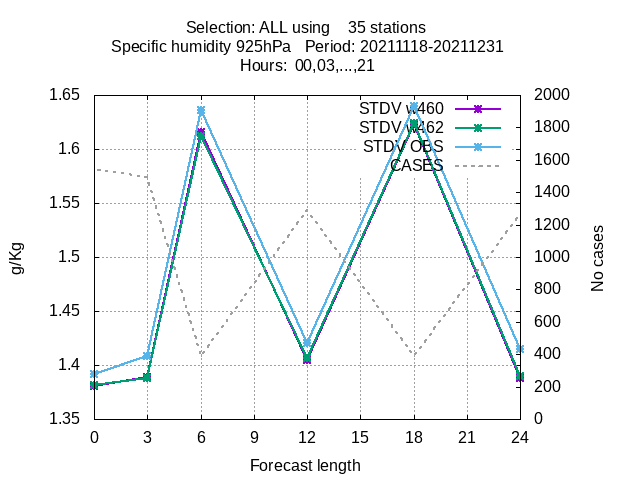 Selection: ALL using 35 stations
Specific humidity 925hPa Period: 20211118-20211231
Hours: 00,03,...,21
STDV w460
STDV w462
STDV OBS
CASES
g/Kg
1.65
1.6
1.55
1.5
1.45
1.4
1.35
2000
1800
1600
1400
1200
1000
800
600
400
200
0
No cases
0 3 6 9 12 15 18 21 24
Forecast length